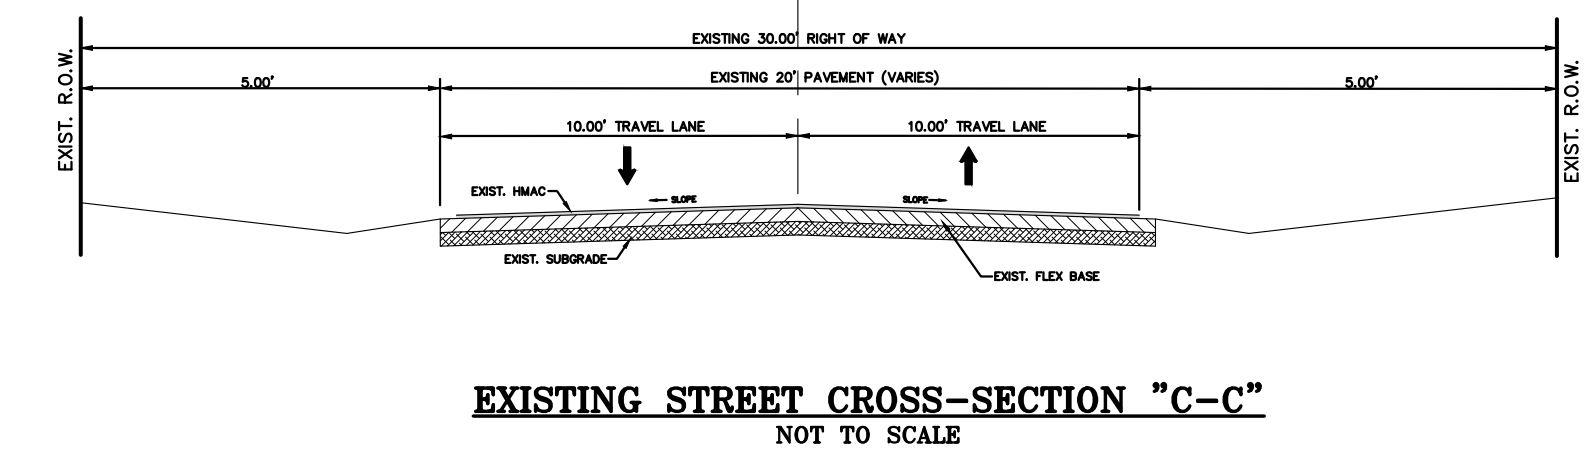 EXISTING 30.00' RIGHT OF WAY
EXIST. R.O.W.
5.00'
EXISTING 20' PAVEMENT (VARIES)
5.00'
EXIST. R.O.W.
10.00' TRAVEL LANE
10.00' TRAVEL LANE
EXIST. HMAC
SLOPE
SLOPE
EXIST. SUBGRADE
EXIST. FLEX BASE
EXISTING STREET CROSS-SECTION "C-C"
NOT TO SCALE